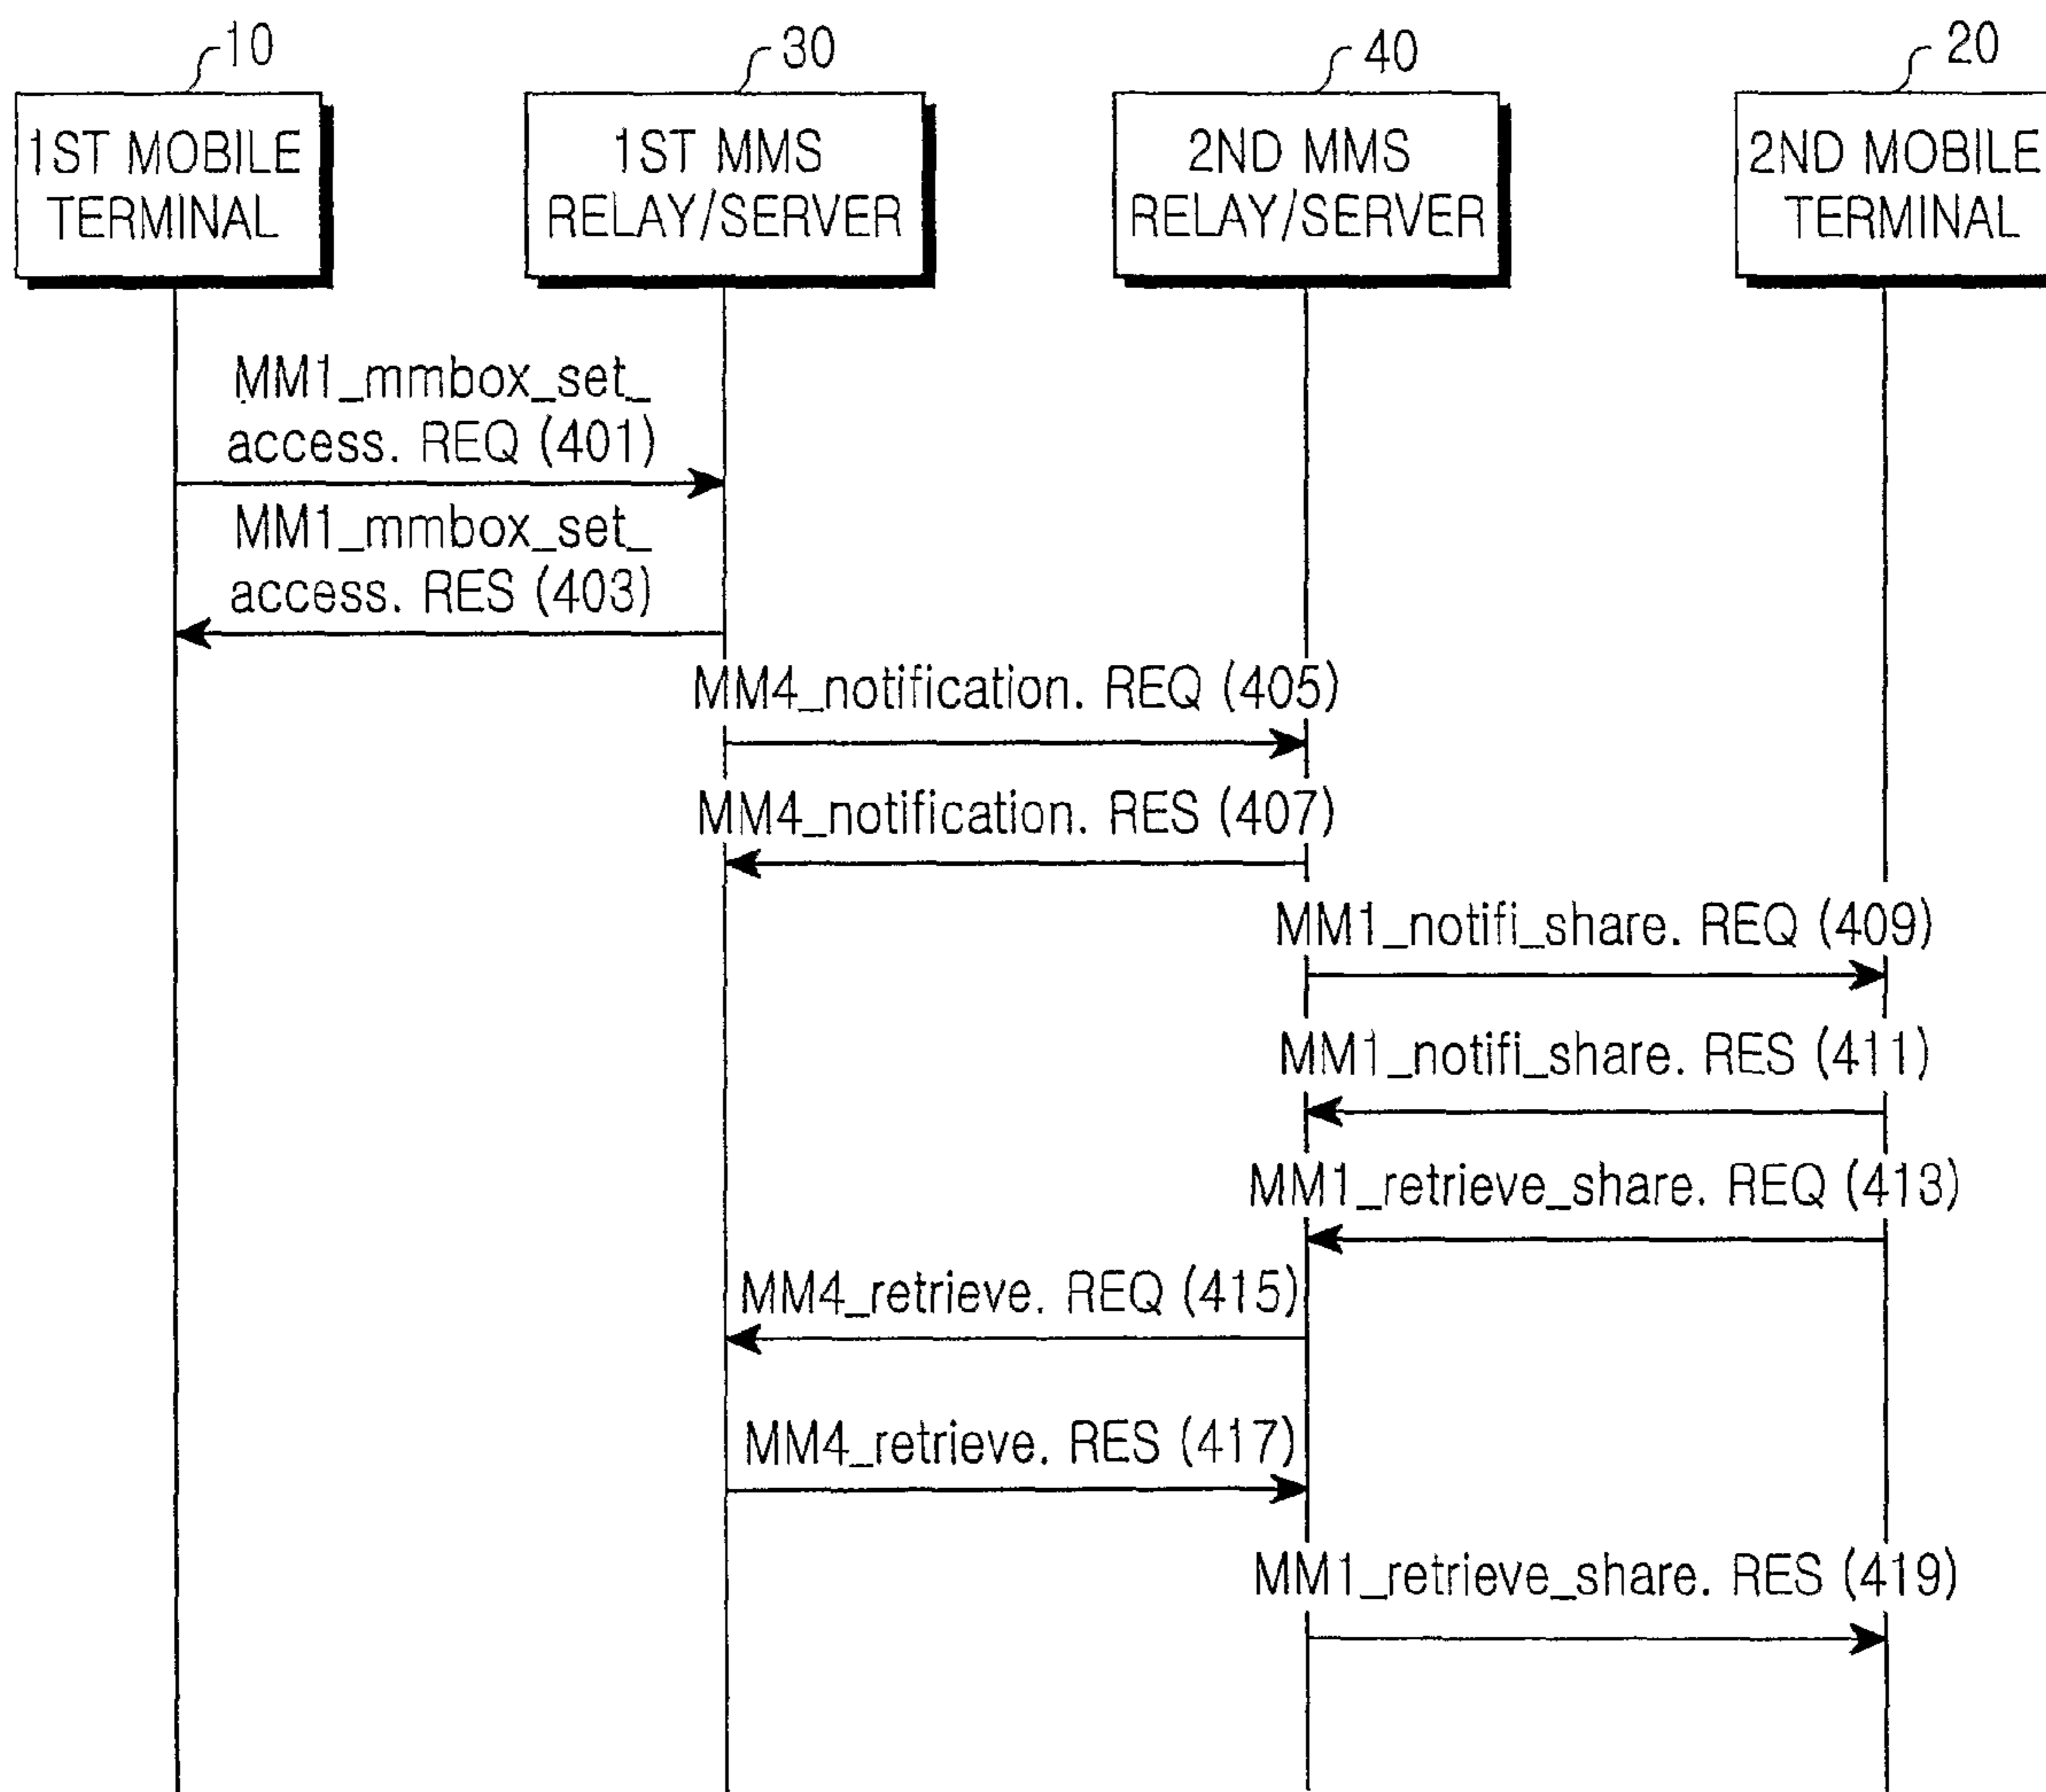 10
30
40
20
1ST MOBILE
TERMINAL
1ST MMS
RELAY/SERVER
2ND MMS
RELAY/SERVER
2ND MOBILE
TERMINAL
MM1_mmbox_set_
access. REQ (401)
MM1_mmbox_set_
access. RES (403)
MM4_notification. REQ (405)
MM4_notification. RES (407)
MM1_notifi_share. REQ (409)
MM1_notifi_share. RES (411)
MM1_retrieve_share. REQ (413)
MM4_retrieve. REQ (415)
MM4_retrieve. RES (417)
MM1_retrieve_share. RES (419)